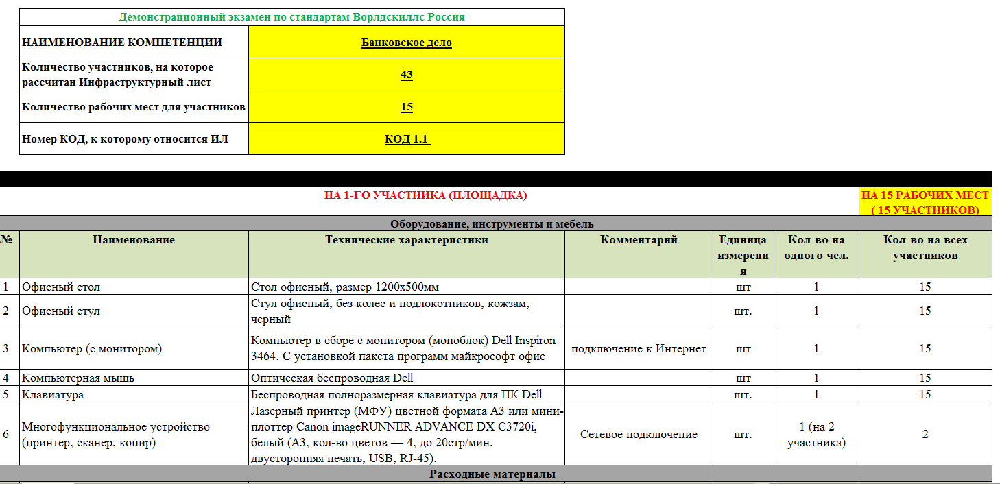 Демонстрационный экзамен по стандартам Ворлдскиллс Россия
НАИМЕНОВАНИЕ КОМПЕТЕНЦИИ
Банковское дело
Количество участников, на которое
рассчитан Инфраструктурный лист
43
Количество рабочих мест для участников
15
Номер КОД, к которому относится ИЛ
КОД 1.1
НА 1-ГО УЧАСТНИКА (ПЛОЩАДКА)
НА 15 РАБОЧИХ МЕСТ
( 15 УЧАСТНИКОВ)
Оборудование, инструменты и мебель
№
Наименование
Технические характеристики
Комментарий
Единица
измерени
я
Кол-во на
одного чел.
Кол-во на всех
участников
1
Офисный стол
Стол офисный, размер 1200х500мм
шт
1
15
2
Офисный стул
Стул офисный, без колес и подлокотников, кожзам,
черный
шт.
1
15
3
Компьютер (с монитором)
Компьютер в сборе с монитором (моноблок) Dell Inspiron
3464. С установкой пакета программ майкрософт офис
подключение к Интернет
шт
1
15
4
Компьютерная мышь
Оптическая беспроводная Dell
шт
1
15
5
Клавиатура
Беспроводная полноразмерная клавиатура для ПК Dell
шт.
1
15
6
Многофункциональное устройство
(принтер, сканер, копир)
Лазерный принтер (МФУ) цветной формата А3 или мини-
плоттер Canon imageRUNNER ADVANCE DX C3720i,
белый (А3, кол-во цветов — 4, до 20стр/мин,
двусторонняя печать, USB, RJ-45).
Сетевое подключение
шт.
1 (на 2
участника)
2
Расходные материалы